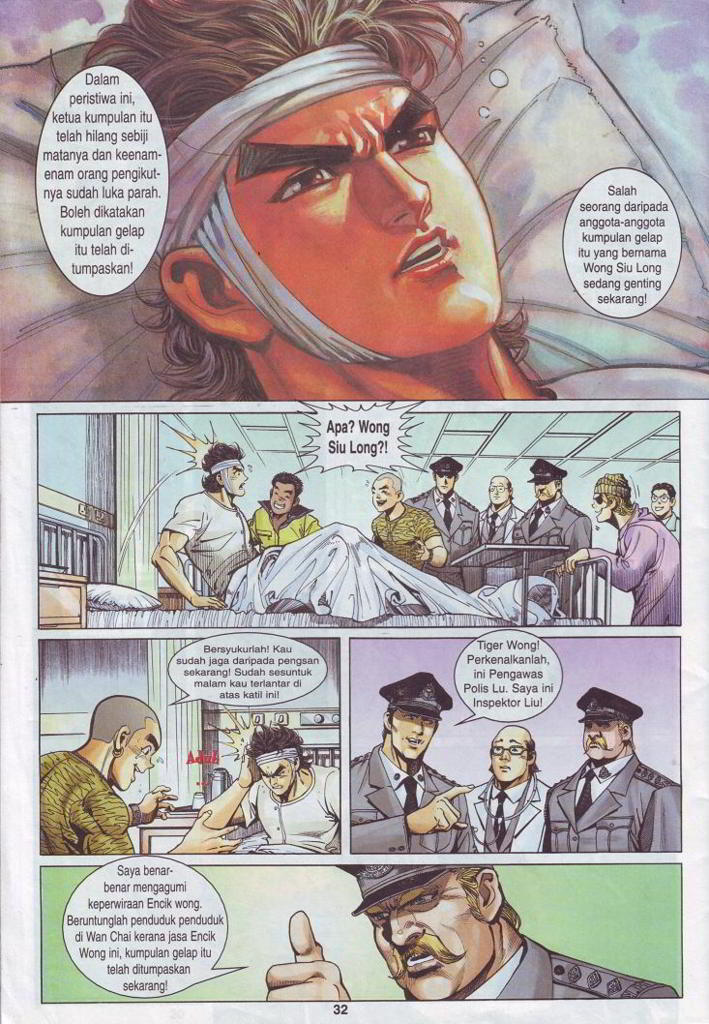 Dalam
peristiwa ini,
ketua kumpulan itu
telah hilang sebiji
matanya dan keenam-
enam orang pengikut-
nya sudah luka parah.
Boleh dikatakan
kumpulan gelap
itu telah di-
tumpaskan!
Salah
seorang daripada
anggota-anggota
kumpulan gelap
itu yang bernama
Wong Siu Long
sedang genting
sekarang!
Apa? Wong
Siu Long?!
Bersyukurlah! Kau
sudah jaga daripada pengsan
sekarang! Sudah sesuntuk
malam kau terlantar di
atas katil ini!
Aduh
Tiger Wong!
Perkenalkanlah,
ini Pengawas
Polis Lu. Saya ini
Inspektor Liu!
Saya benar-
benar mengagumi
keperwiraan Encik wong.
Beruntunglah penduduk penduduk
di Wan Chai kerana jasa Encik
Wong ini, kumpulan gelap itu
telah ditumpaskan
sekarang!
32